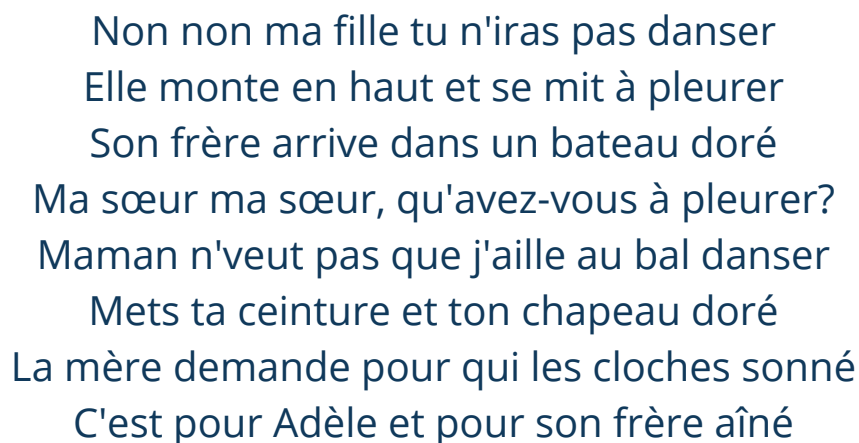 Non non ma fille tu n'iras pas danser
Elle monte en haut et se mit à pleurer
Son frère arrive dans un bateau doré
Ma sœur ma sœur, qu'avez-vous à pleurer?
Maman n'veut pas que j'aille au bal danser
Mets ta ceinture et ton chapeau doré
La mère demande pour qui les cloches sonné
C'est pour Adèle et pour son frère aîné